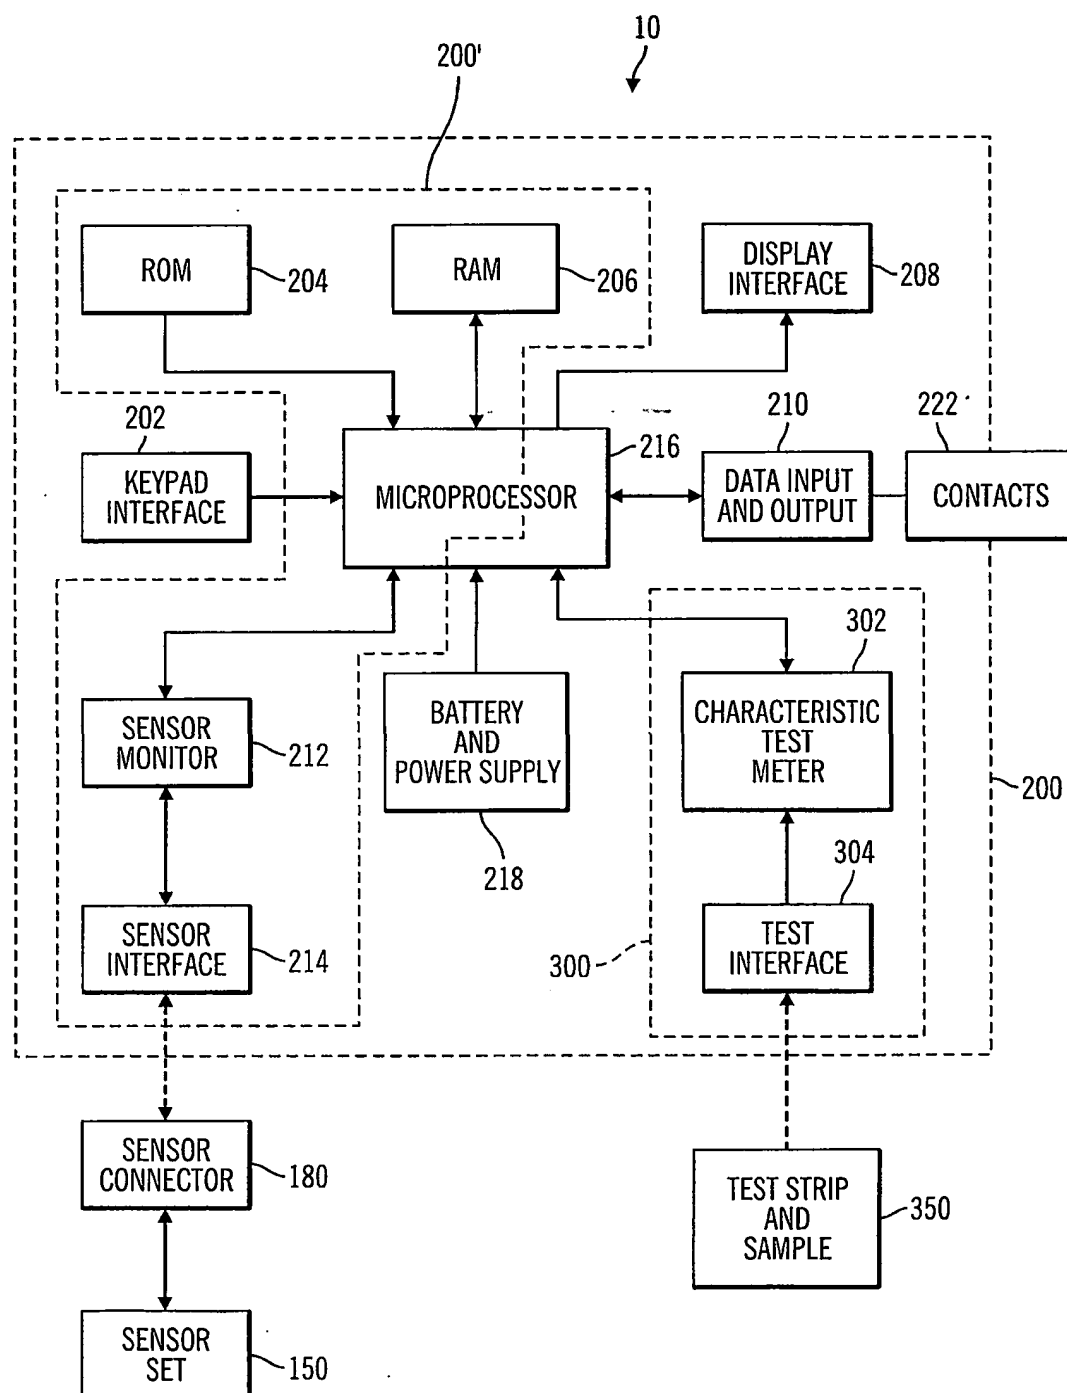 10
200'
ROM
204
RAM
206
DISPLAY
INTERFACE
208
202
KEYPAD
INTERFACE
MICROPROCESSOR
216
210
DATA INPUT
AND OUTPUT
222
CONTACTS
SENSOR
MONITOR
212
BATTERY
AND
POWER SUPPLY
218
302
CHARACTERISTIC
TEST
METER
200
SENSOR
INTERFACE
214
300
304
TEST
INTERFACE
SENSOR
CONNECTOR
180
TEST STRIP
AND
SAMPLE
350
SENSOR
SET
150